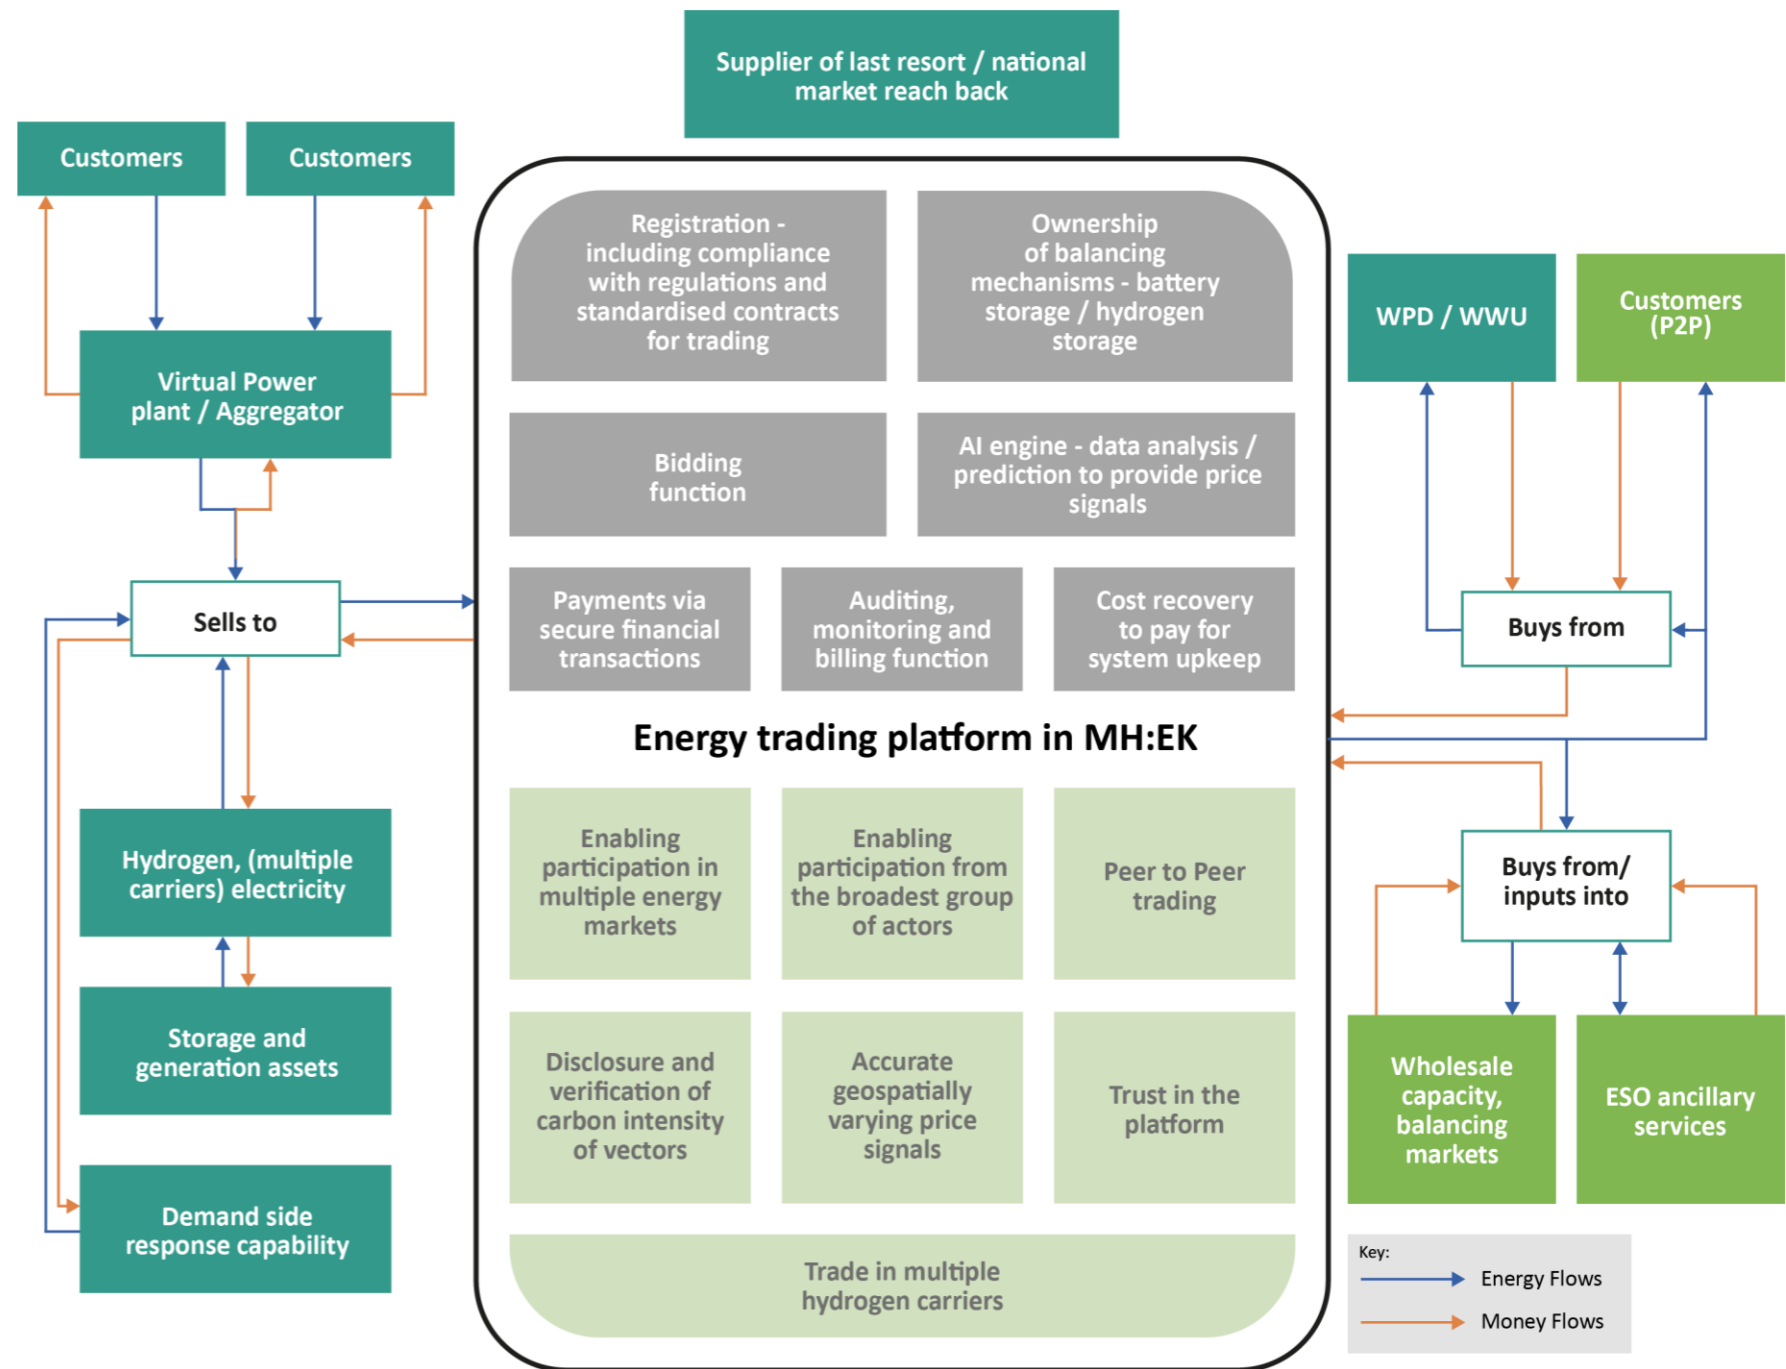 Supplier of last resort / national
market reach back
Customers
Customers
Virtual Power
plant / Aggregator
Sells to
Hydrogen, (multiple
carriers) electricity
Storage and
generation assets
Demand side
response capability
Registration -
including compliance
with regulations and
standardised contracts
for trading
Ownership
of balancing
mechanisms - battery
storage / hydrogen
storage
Bidding
function
AI engine - data analysis /
prediction to provide price
signals
Payments via
secure financial
transactions
Auditing,
monitoring and
billing function
Cost recovery
to pay for
system upkeep
Energy trading platform in MH:EK
Enabling
participation in
multiple energy
markets
Enabling
participation from
the broadest group
of actors
Peer to Peer
trading
Disclosure and
verification of
carbon intensity
of vectors
Accurate
geospatially
varying price
signals
Trust in the
platform
Trade in multiple
hydrogen carriers
WPD / WWU
Customers
(P2P)
Buys from
Buys from/
inputs into
Wholesale
capacity,
balancing
markets
ESO ancillary
services
Key:
Energy Flows
Money Flows